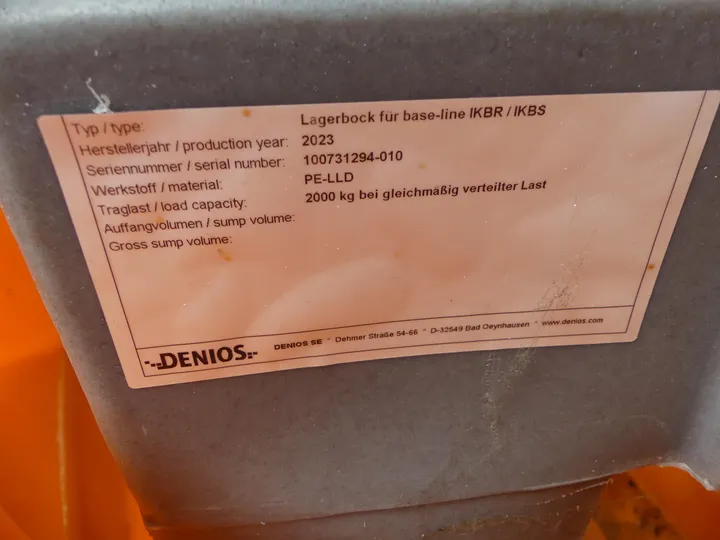 Typ / type: Lagerbock für base-line IKBR / IKBS
Herstellerjahr / production year: 2023
Seriennummer / serial number: 100731294-010
Werkstoff / material: PE-LLD
Traglast / load capacity: 2000 kg bei gleichmäßig verteilter Last
Auffangvolumen / sump volume:
Gross sump volume:
DENIOS DENIOS SE * Dehmer Straße 54-66 * D-32549 Bad Oeynhausen * www.denios.com